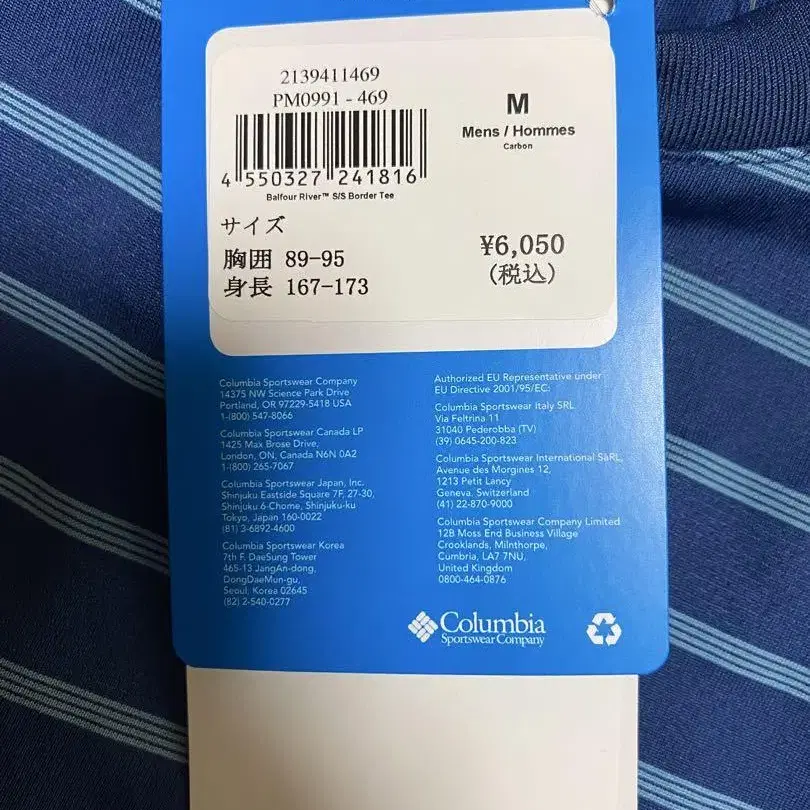 2139411469
PM0991 - 469
4 550327 241816
Balfour River™ S/S Border Tee
M
Mens / Hommes
Carbon
サイズ
胸囲 89-95
身長 167-173
¥6,050
(税込)
Columbia Sportswear Company
14375 NW Science Park Drive
Portland, OR 97229-5418 USA
1-(800) 547-8066
Columbia Sportswear Canada LP
1425 Max Brose Drive,
London, ON, Canada N6N 0A2
1-(800) 265-7067
Columbia Sportswear Japan, Inc.
Shinjuku Eastside Square 7F, 27-30,
Shinjuku 6-Chome, Shinjuku-ku
Tokyo, Japan 160-0022
(81) 3-6892-4600
Columbia Sportswear Korea
7th F. DaeSung Tower
465-13 JangAn-dong,
DongDaeMun-gu,
Seoul, Korea 02645
(82) 2-540-0277
Authorized EU Representative under
EU Directive 2001/95/EC:
Columbia Sportswear Italy SRL
Via Feltrina 11
31040 Pederobba (TV)
(39) 0645-200-823
Columbia Sportswear International SàRL,
Avenue des Morgines 12,
1213 Petit Lancy
Geneva, Switzerland
(41) 22-870-9000
Columbia Sportswear Company Limited
12B Moss End Business Village
Crooklands, Milnthorpe,
Cumbria, LA7 7NU,
United Kingdom
0800-464-0876
Columbia
Sportswear Company